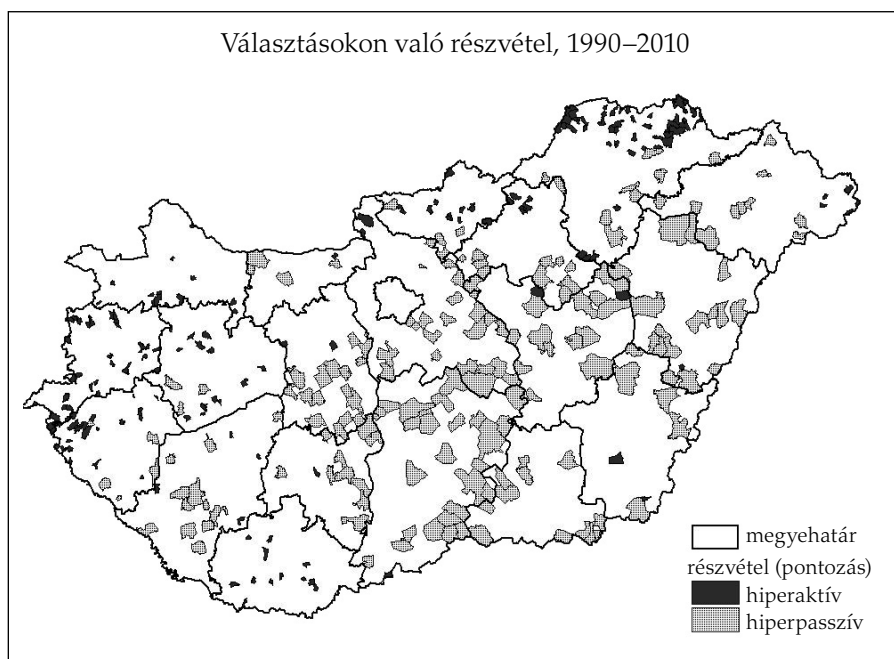 Választásokon való részvétel, 1990–2010
megyehatár
részvétel (pontozás)
hiperaktív
hiperpasszív